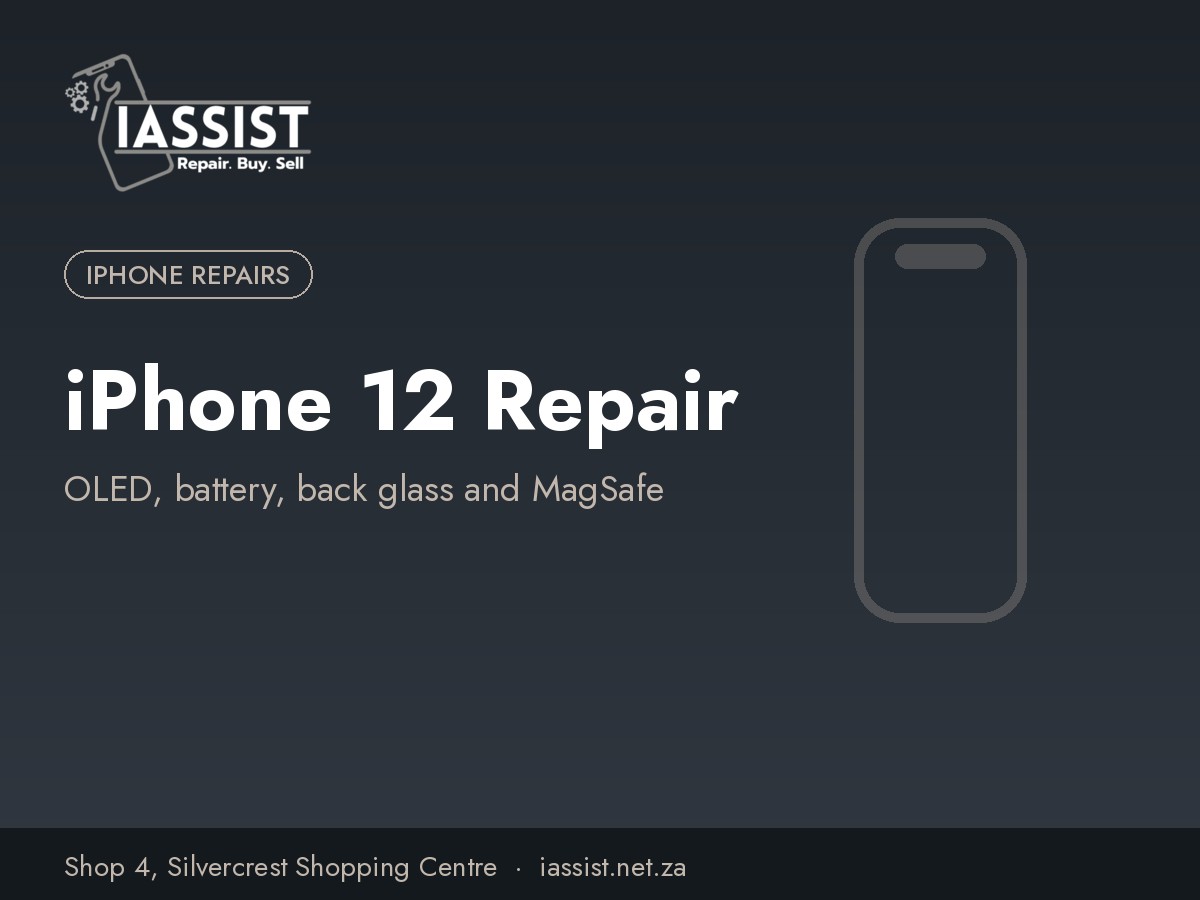 IASSIST
Repair. Buy. Sell
IPHONE REPAIRS
iPhone 12 Repair
OLED, battery, back glass and MagSafe
Shop 4, Silvercrest Shopping Centre · iassist.net.za